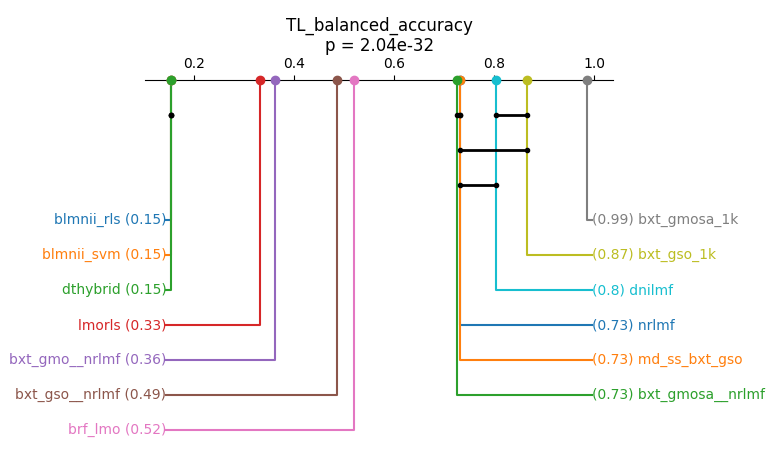 TL_balanced_accuracy
p = 2.04e-32
0.2 0.4 0.6 0.8 1.0
blmnii_rls (0.15) (0.99) bxt_gmosa_1k
blmnii_svm (0.15) (0.87) bxt_gso_1k
dthybrid (0.15) (0.8) dnilmf
lmorls (0.33) (0.73) nrlmf
bxt_gmo__nrlmf (0.36) (0.73) md_ss_bxt_gso
bxt_gso__nrlmf (0.49) (0.73) bxt_gmosa__nrlmf
brf_lmo (0.52)